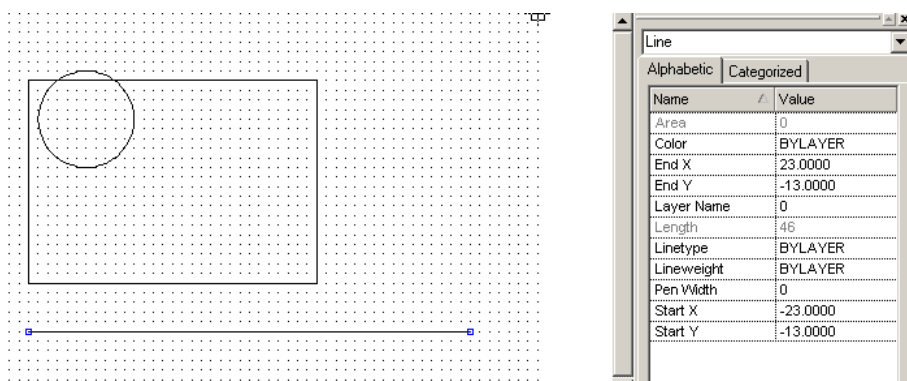 Line
Alphabetic Categorized
Name Value
Area 0
Color BYLAYER
End X 23.0000
End Y -13.0000
Layer Name 0
Length 46
Linetype BYLAYER
Lineweight BYLAYER
Pen Width 0
Start X -23.0000
Start Y -13.0000